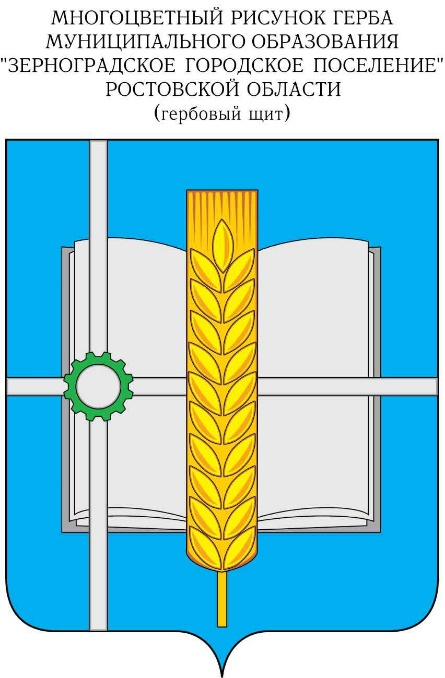 МНОГОЦВЕТНЫЙ РИСУНОК ГЕРБА
МУНИЦИПАЛЬНОГО ОБРАЗОВАНИЯ
"ЗЕРНОГРАДСКОЕ ГОРОДСКОЕ ПОСЕЛЕНИЕ"
РОСТОВСКОЙ ОБЛАСТИ
(гербовый щит)